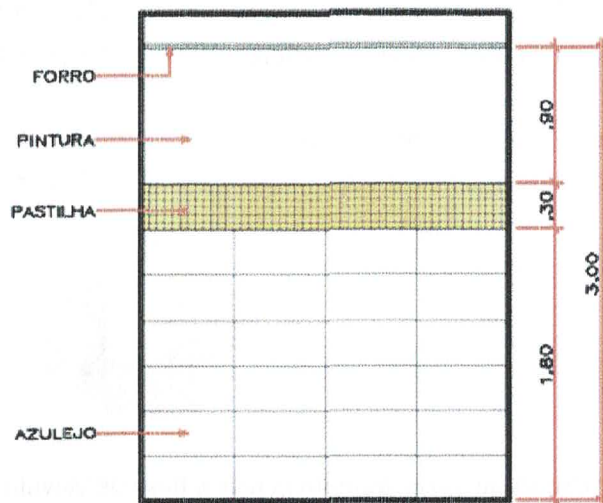 FORRO
PINTURA
PASTILHA
AZULEJO
,90
,30
1,80
3,00